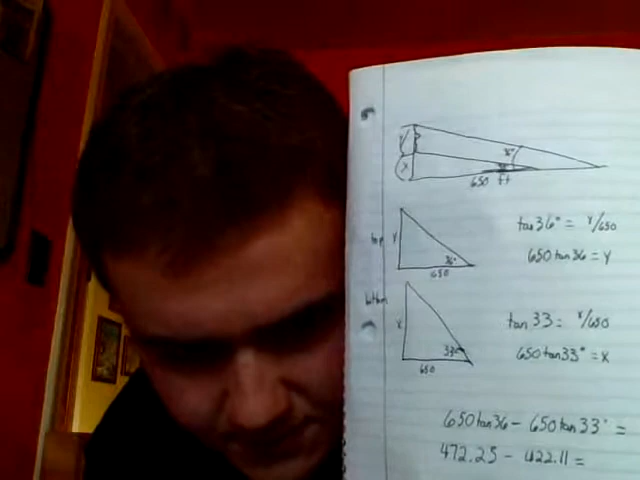 y
x
36°
650 ft
top
y
36°
650
tan 36° = y/650
650 tan 36 = y
bottom
x
33°
650
tan 33 = x/650
650 tan 33° = x
650 tan 36 - 650 tan 33° =
472.25 - 422.11 =